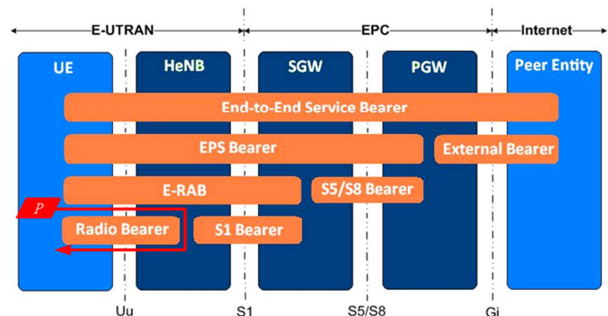 E-UTRAN EPC Internet
UE HeNB SGW PGW Peer Entity
End-to-End Service Bearer
EPS Bearer External Bearer
E-RAB S5/S8 Bearer
P
Radio Bearer S1 Bearer
Uu S1 S5/S8 Gi